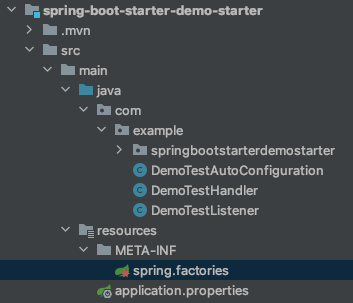 spring-boot-starter-demo-starter
.mvn
src
main
java
com
example
springbootstarterdemostarter
DemoTestAutoConfiguration
DemoTestHandler
DemoTestListener
resources
META-INF
spring.factories
application.properties